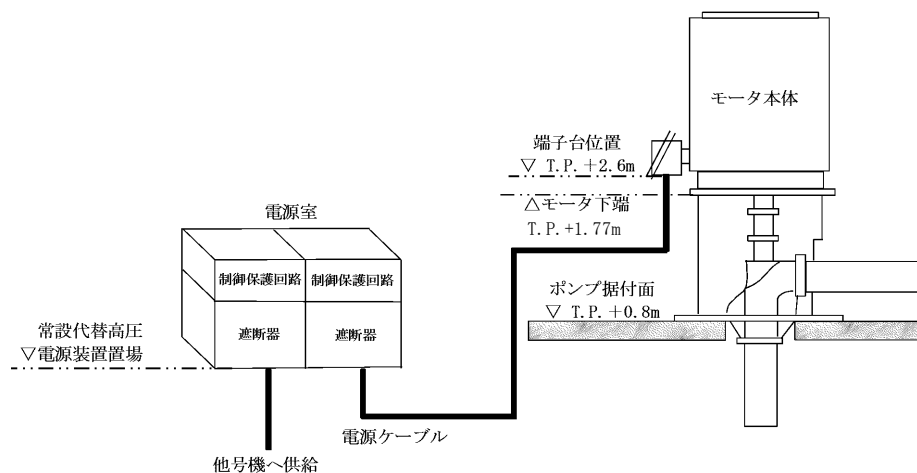 モータ本体
端子台位置
▽ T.P.+2.6m
△モータ下端
T.P.+1.77m
電源室
制御保護回路
制御保護回路
ポンプ据付面
▽ T.P.+0.8m
遮断器
遮断器
常設代替高圧
▽電源装置置場
電源ケーブル
他号機へ供給